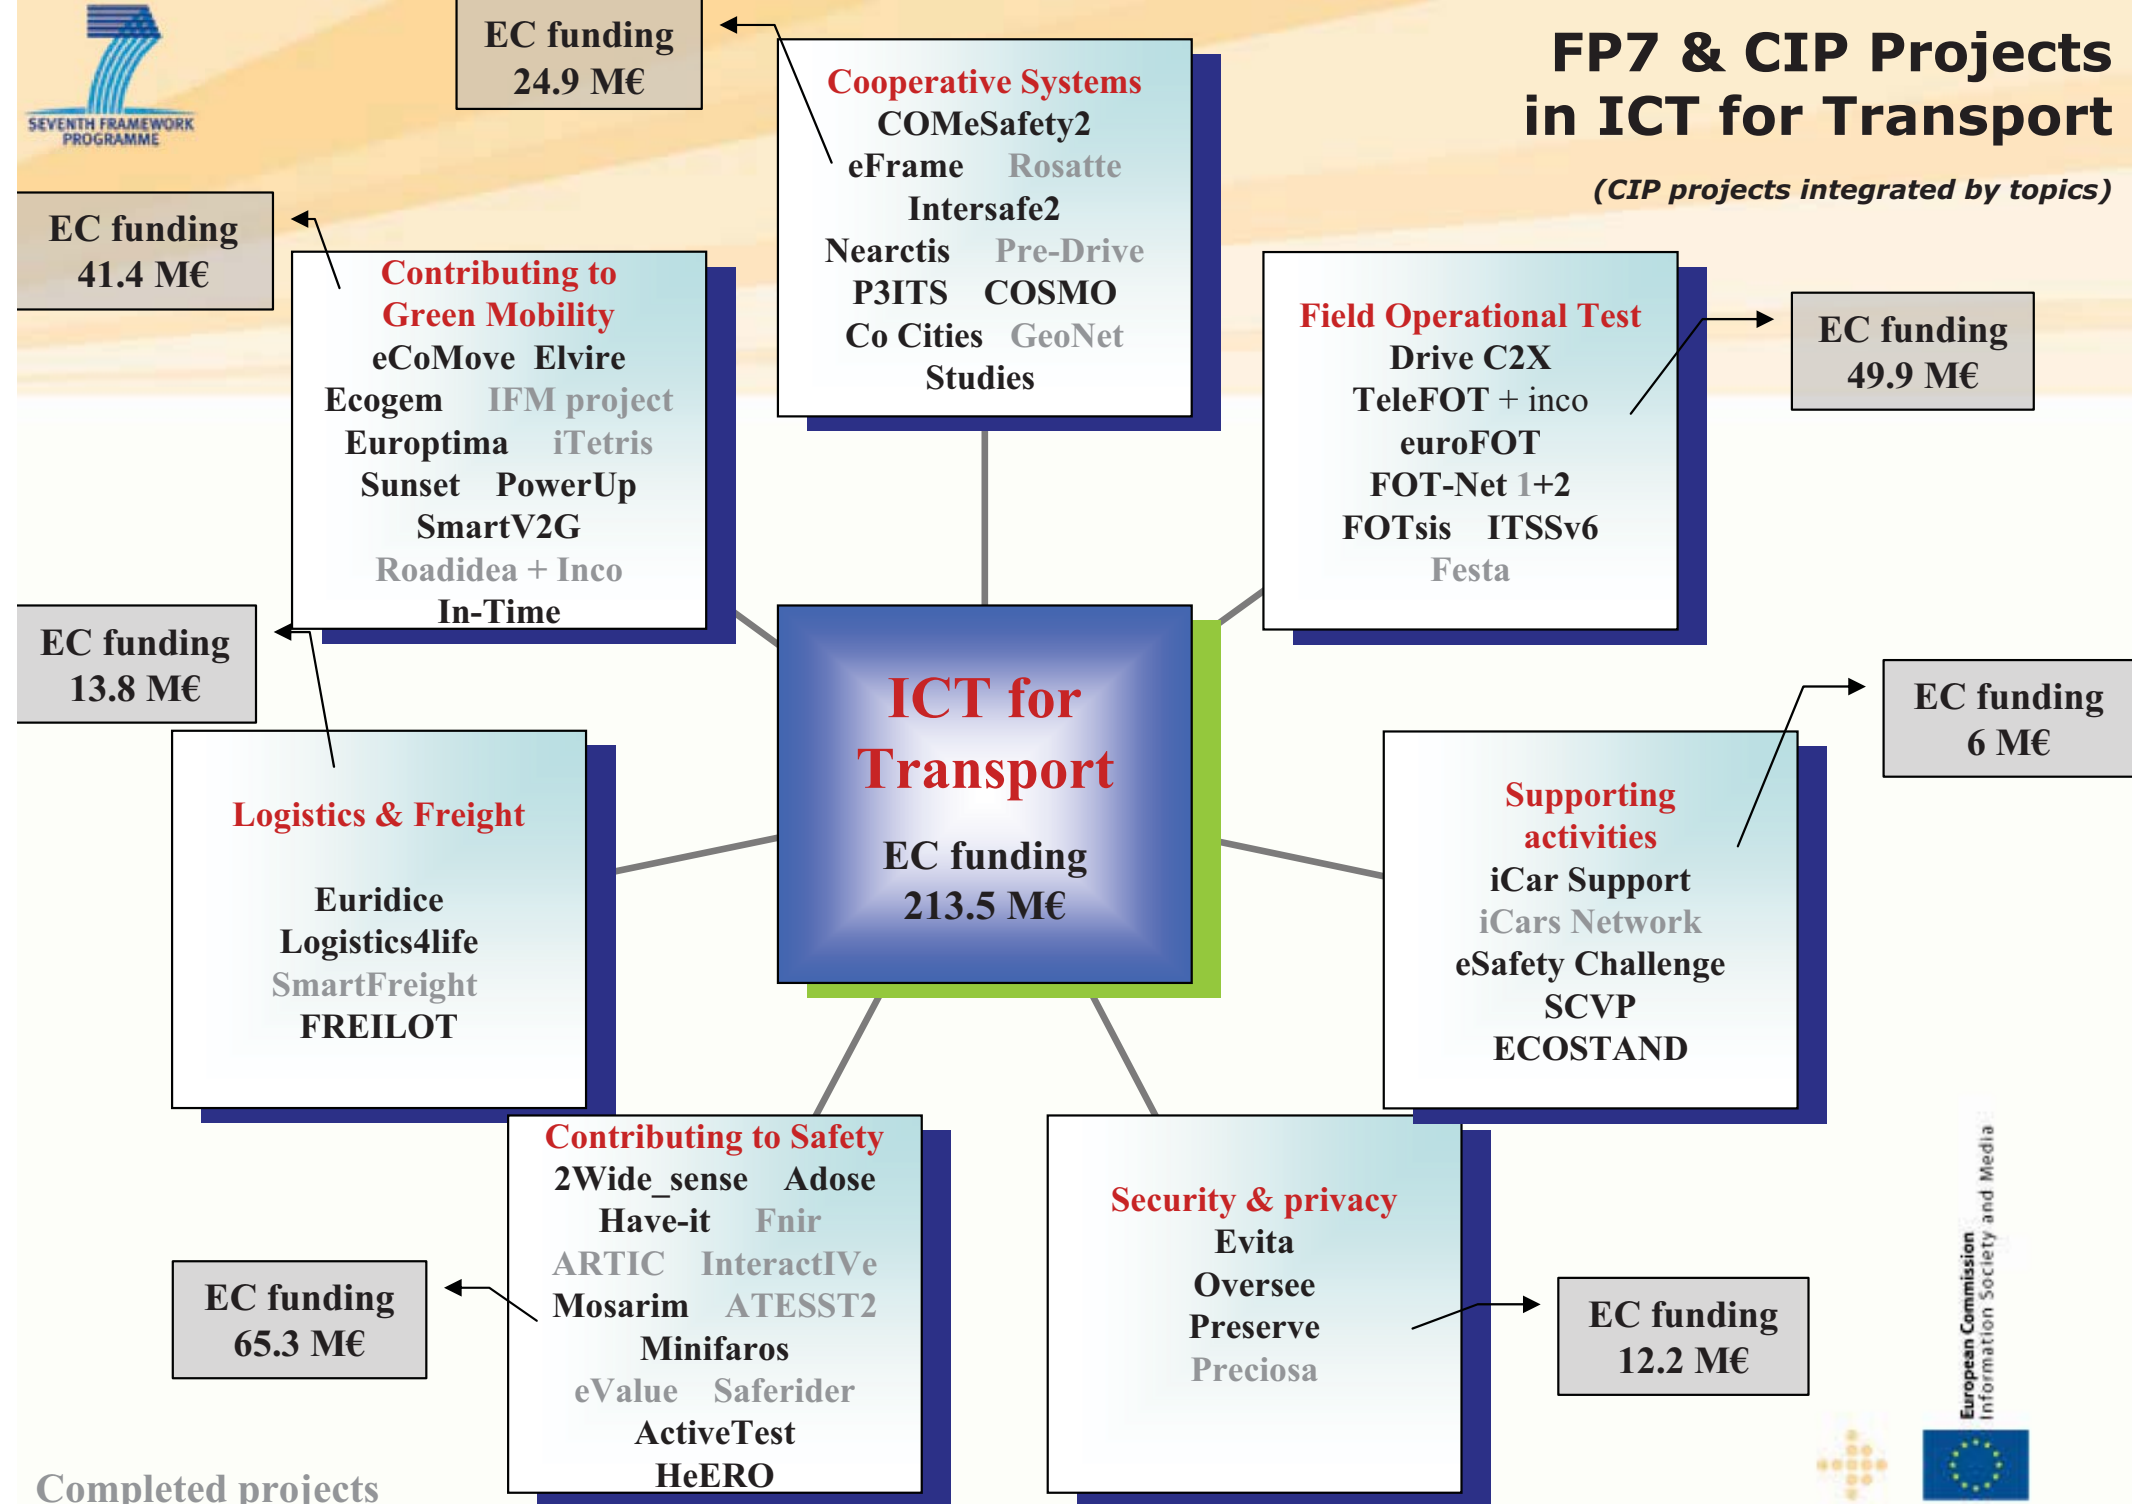 SEVENTH FRAMEWORK
PROGRAMME
FP7 & CIP Projects
in ICT for Transport
(CIP projects integrated by topics)
EC funding
24.9 M€
Cooperative Systems
COMeSafety2
eFrame Rosatte
Intersafe2
Nearctis Pre-Drive
P3ITS COSMO
Co Cities GeoNet
Studies
EC funding
41.4 M€
Contributing to
Green Mobility
eCoMove Elvire
Ecogem IFM project
Europtima iTetris
Sunset PowerUp
SmartV2G
Roadidea + Inco
In-Time
Field Operational Test
Drive C2X
TeleFOT + inco
euroFOT
FOT-Net 1+2
FOTsis ITSSv6
Festa
EC funding
49.9 M€
EC funding
13.8 M€
Logistics & Freight
Euridice
Logistics4life
SmartFreight
FREILOT
ICT for
Transport
EC funding
213.5 M€
EC funding
6 M€
Supporting
activities
iCar Support
iCars Network
eSafety Challenge
SCVP
ECOSTAND
Contributing to Safety
2Wide_sense Adose
Have-it Fnir
ARTIC InteractIVe
Mosarim ATESST2
Minifaros
eValue Saferider
ActiveTest
HeERO
EC funding
65.3 M€
Security & privacy
Evita
Oversee
Preserve
Preciosa
EC funding
12.2 M€
European Commission
Information Society and Media
Completed projects